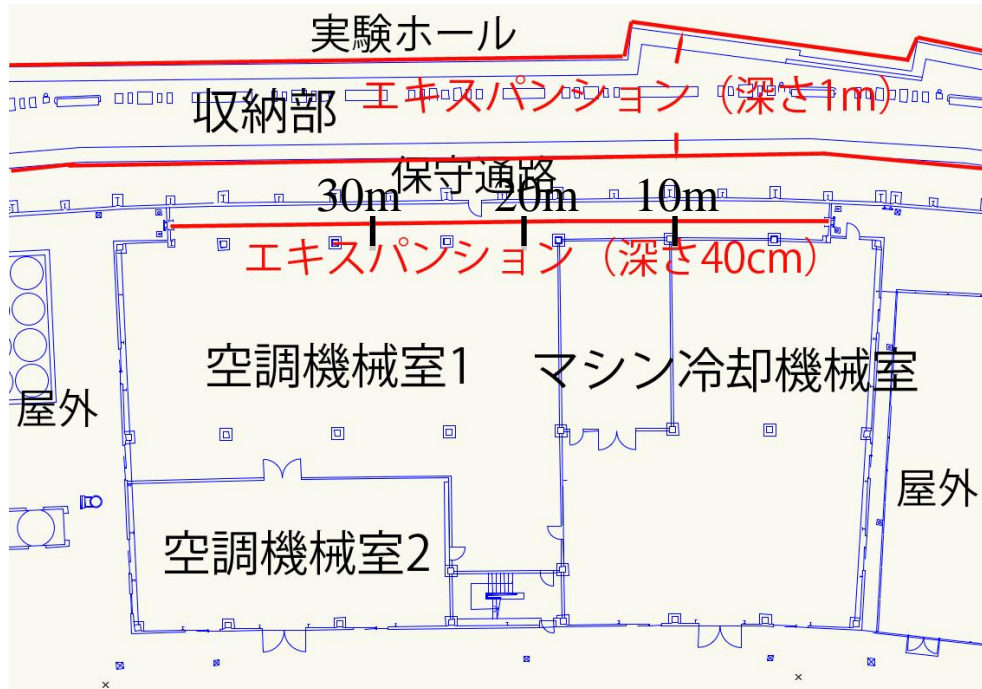 実験ホール
エキスパンション（深さ1m）
収納部
保守通路
30m 20m 10m
エキスパンション（深さ40cm）
空調機械室1
マシン冷却機械室
屋外
屋外
空調機械室2